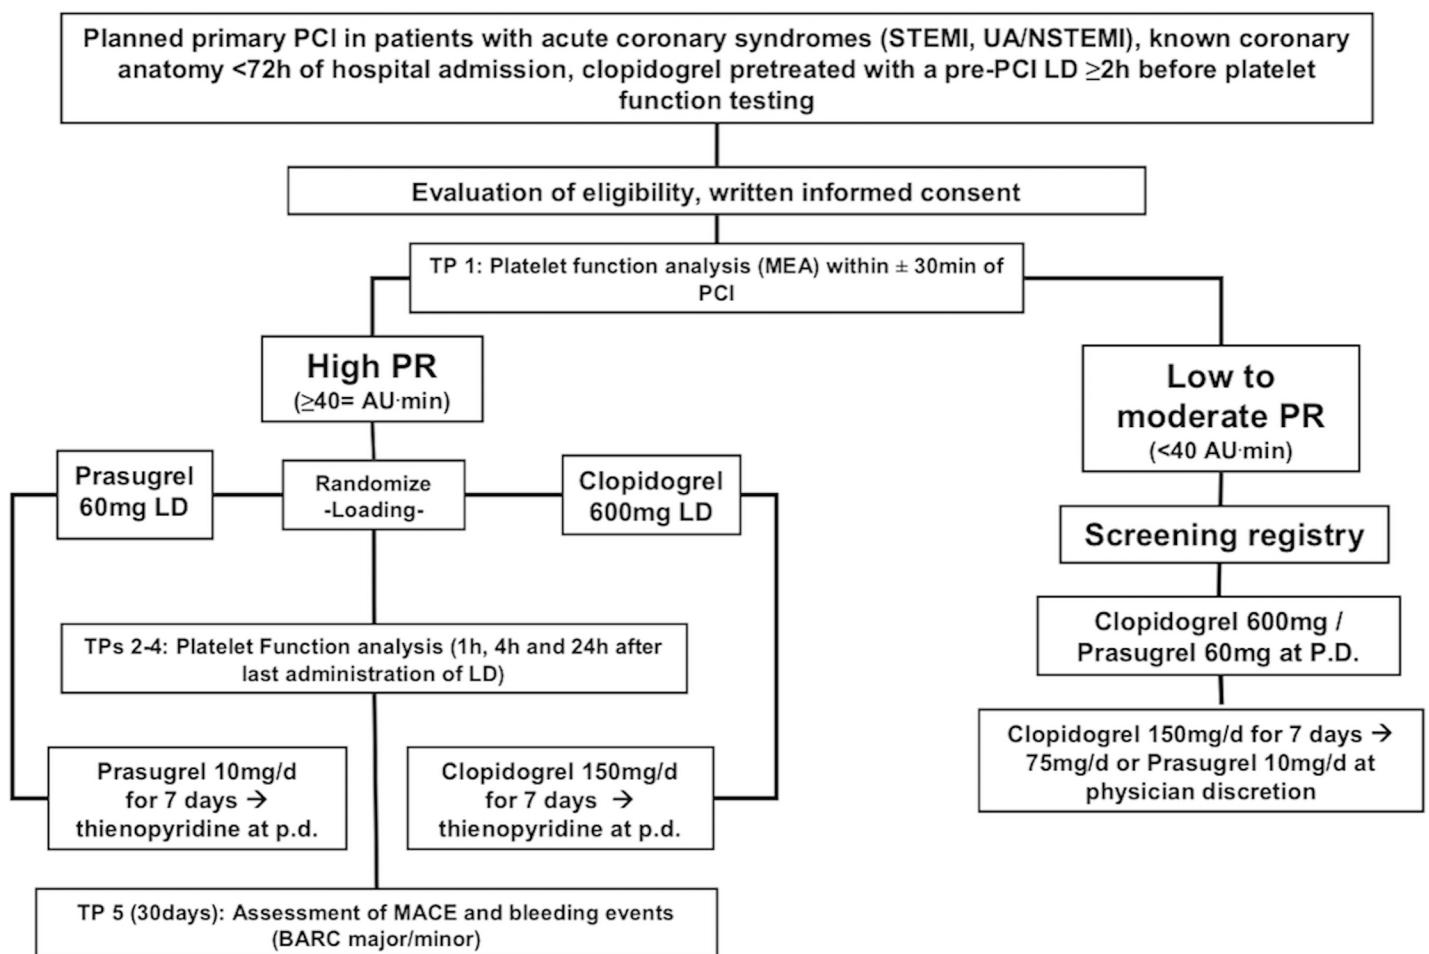 Planned primary PCI in patients with acute coronary syndromes (STEMI, UA/NSTEMI), known coronary
anatomy <72h of hospital admission, clopidogrel pretreated with a pre-PCI LD ≥2h before platelet
function testing
Evaluation of eligibility, written informed consent
TP 1: Platelet function analysis (MEA) within ± 30min of
PCI
High PR
(≥40= AU·min)
Low to
moderate PR
(<40 AU·min)
Prasugrel
60mg LD
Randomize
-Loading-
Clopidogrel
600mg LD
Screening registry
TPs 2-4: Platelet Function analysis (1h, 4h and 24h after
last administration of LD)
Clopidogrel 600mg /
Prasugrel 60mg at P.D.
Prasugrel 10mg/d
for 7 days →
thienopyridine at p.d.
Clopidogrel 150mg/d
for 7 days →
thienopyridine at p.d.
Clopidogrel 150mg/d for 7 days →
75mg/d or Prasugrel 10mg/d at
physician discretion
TP 5 (30days): Assessment of MACE and bleeding events
(BARC major/minor)